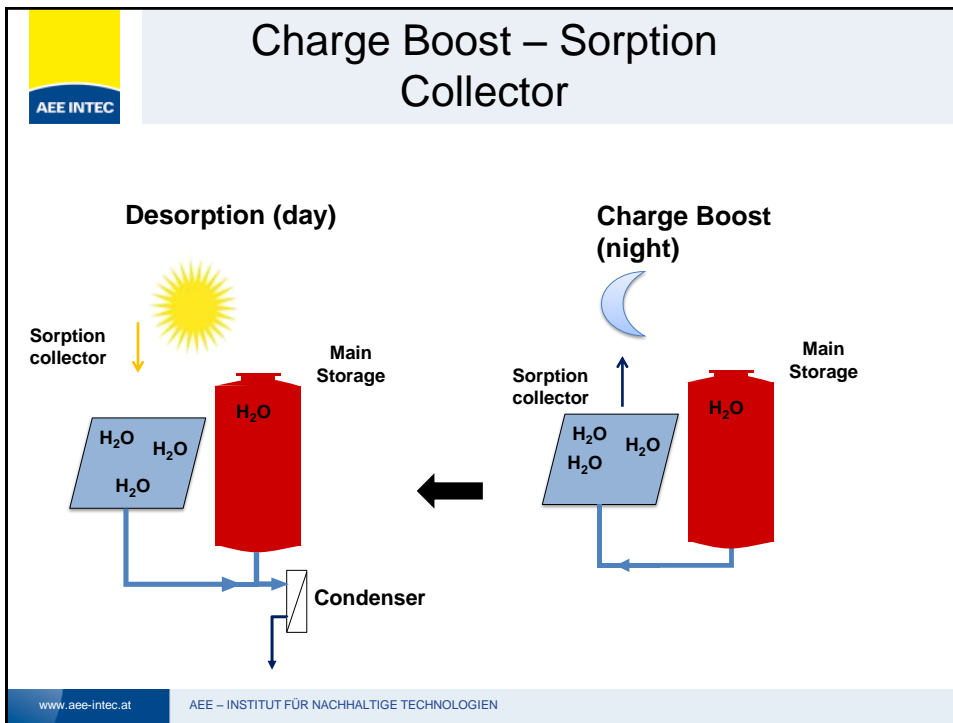 Charge Boost – Sorption
Collector
AEE INTEC
Desorption (day)
Sorption
collector
Main
Storage
H₂O
H₂O
H₂O
H₂O
Condenser
Charge Boost
(night)
Sorption
collector
Main
Storage
H₂O
H₂O
H₂O
H₂O
www.aee-intec.at
AEE – INSTITUT FÜR NACHHALTIGE TECHNOLOGIEN